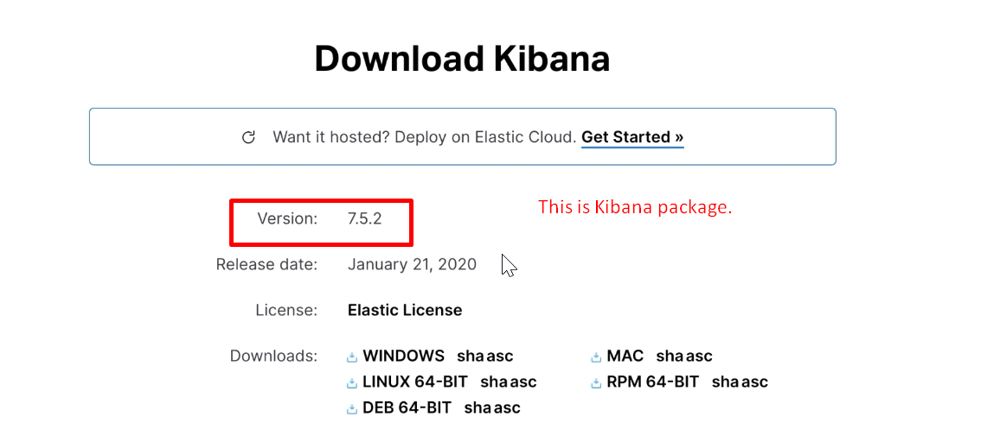 Download Kibana
Want it hosted? Deploy on Elastic Cloud. Get Started »
Version: 7.5.2
This is Kibana package.
Release date: January 21, 2020
License: Elastic License
Downloads: WINDOWS sha asc MAC sha asc
LINUX 64-BIT sha asc RPM 64-BIT sha asc
DEB 64-BIT sha asc